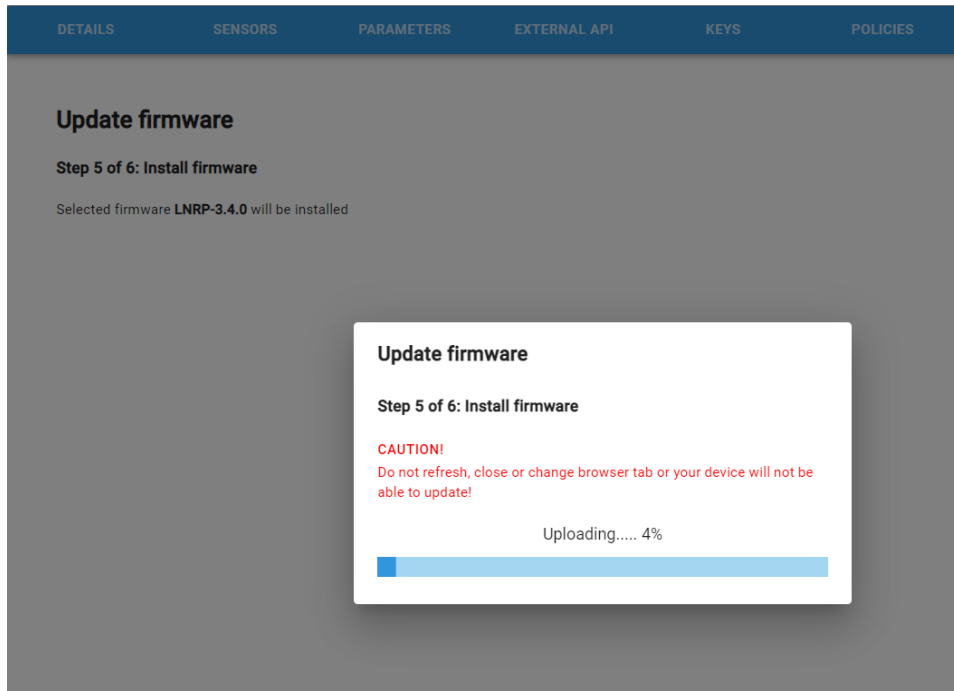 DETAILS SENSORS PARAMETERS EXTERNAL API KEYS POLICIES
Update firmware
Step 5 of 6: Install firmware
Selected firmware LNRP-3.4.0 will be installed
Update firmware
Step 5 of 6: Install firmware
CAUTION!
Do not refresh, close or change browser tab or your device will not be
able to update!
Uploading..... 4%